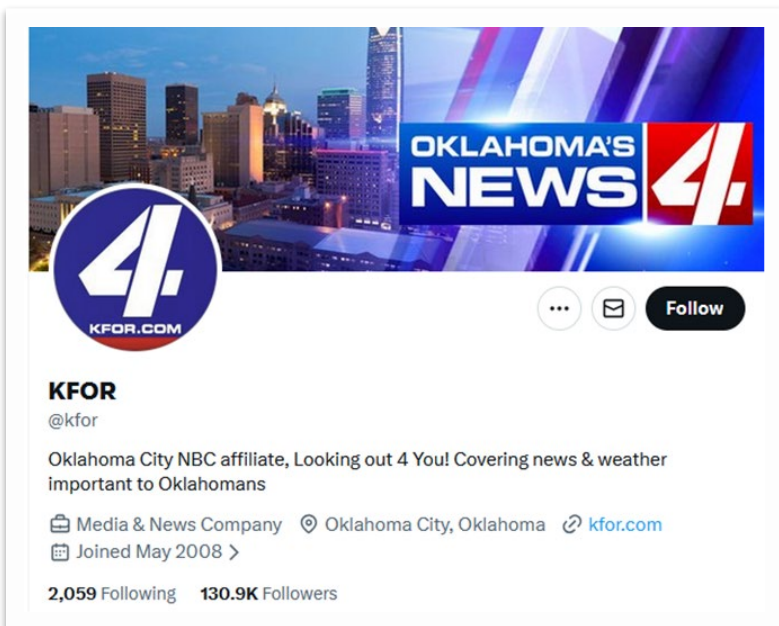 OKLAHOMA'S
NEWS 4
4
KFOR.COM
Follow
KFOR
@kfor
Oklahoma City NBC affiliate, Looking out 4 You! Covering news & weather
important to Oklahomans
Media & News Company Oklahoma City, Oklahoma kfor.com
Joined May 2008
2,059 Following 130.9K Followers